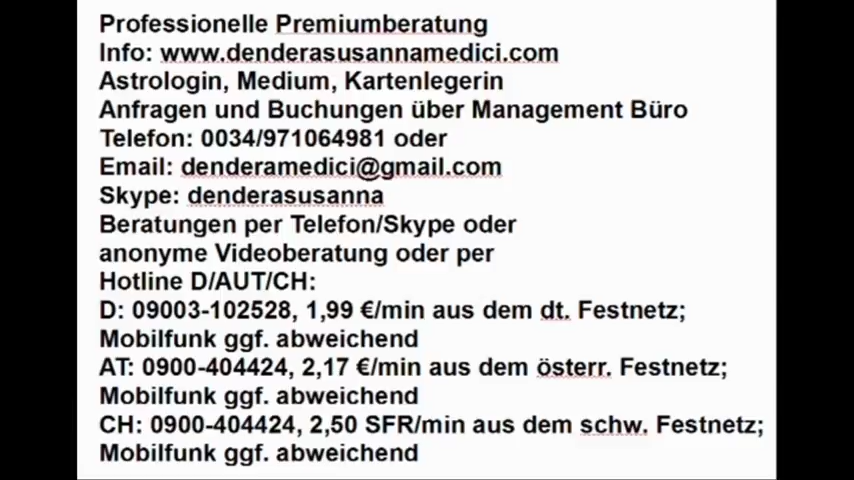 Professionelle Premiumberatung
Info: www.denderasusannamedici.com
Astrologin, Medium, Kartenlegerin
Anfragen und Buchungen über Management Büro
Telefon: 0034/971064981 oder
Email: denderamedici@gmail.com
Skype: denderasusanna
Beratungen per Telefon/Skype oder
anonyme Videoberatung oder per
Hotline D/AUT/CH:
D: 09003-102528, 1,99 €/min aus dem dt. Festnetz;
Mobilfunk ggf. abweichend
AT: 0900-404424, 2,17 €/min aus dem österr. Festnetz;
Mobilfunk ggf. abweichend
CH: 0900-404424, 2,50 SFR/min aus dem schw. Festnetz;
Mobilfunk ggf. abweichend